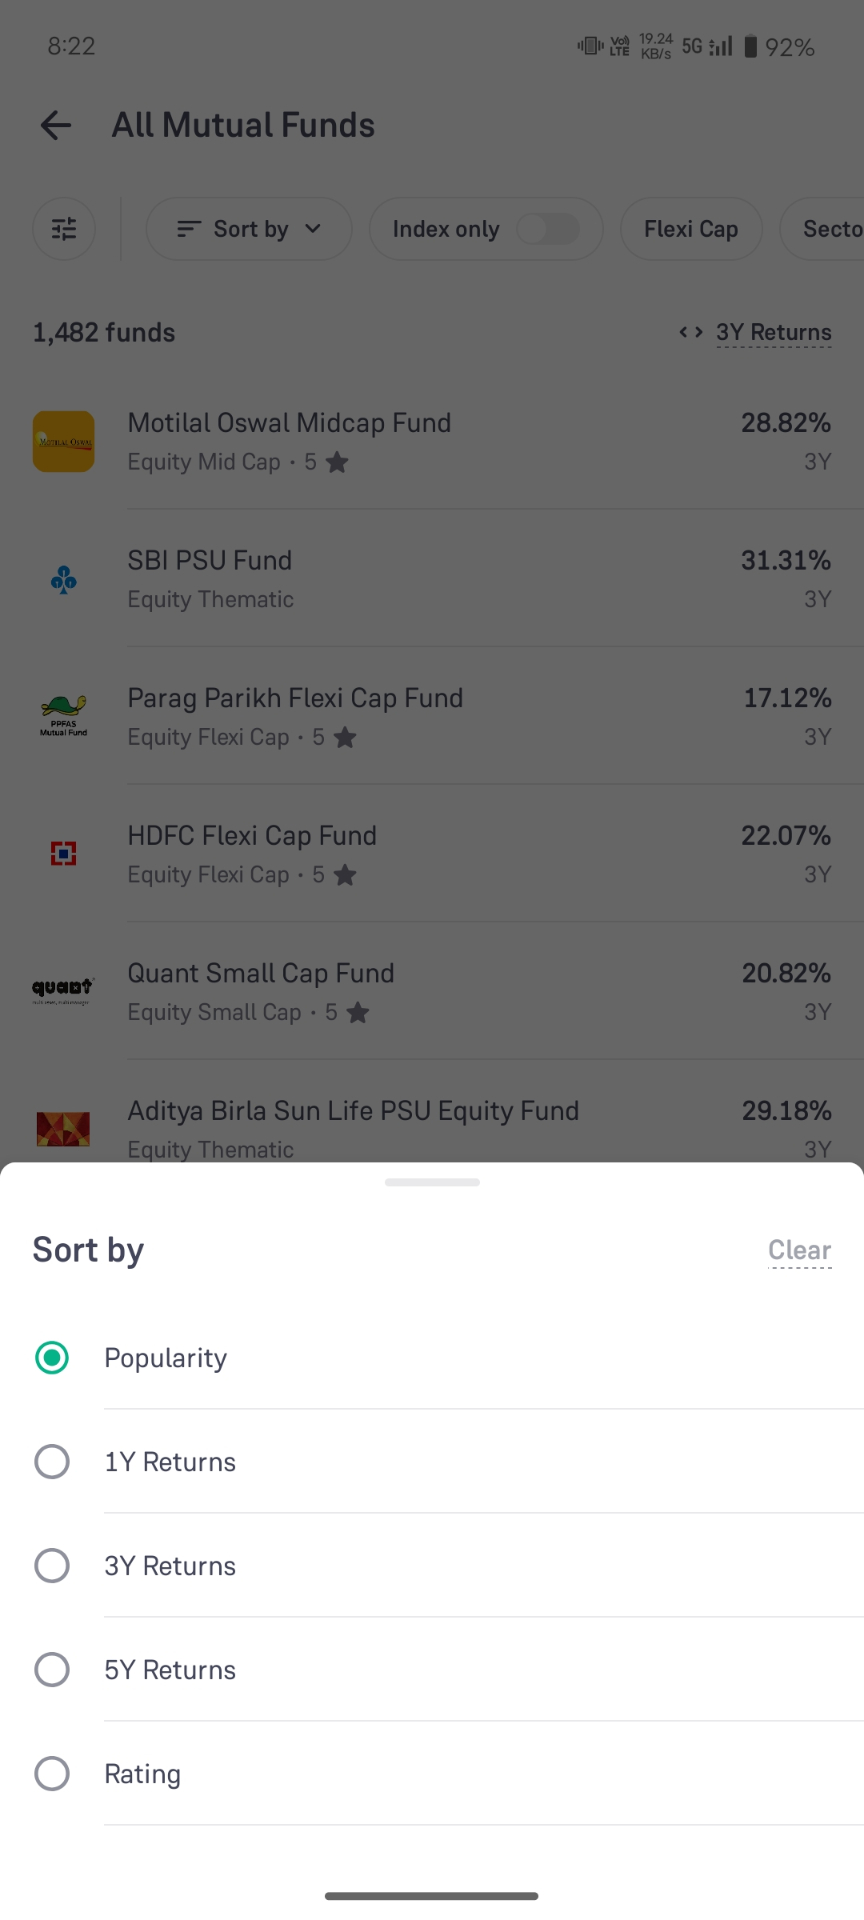 8:22
Vo)
LTE
19.24
KB/s
5G
92%
All Mutual Funds
Sort by
Index only
Flexi Cap
Secto
1,482 funds
3Y Returns
MOTILAL OSWAL
Motilal Oswal Midcap Fund
28.82%
Equity Mid Cap · 5 ★
3Y
SBI PSU Fund
31.31%
Equity Thematic
3Y
PPFAS
Mutual Fund
Parag Parikh Flexi Cap Fund
17.12%
Equity Flexi Cap · 5 ★
3Y
HDFC Flexi Cap Fund
22.07%
Equity Flexi Cap · 5 ★
3Y
quant
Quant Small Cap Fund
20.82%
Equity Small Cap · 5 ★
3Y
Aditya Birla Sun Life PSU Equity Fund
29.18%
Equity Thematic
3Y
Sort by
Clear
Popularity
1Y Returns
3Y Returns
5Y Returns
Rating